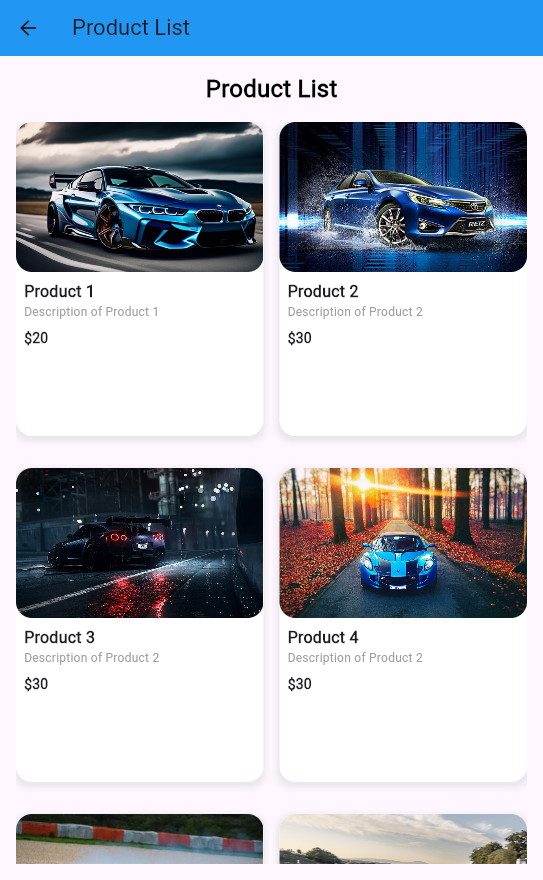 Product List
Product List
Product 1
Description of Product 1
$20
REIZ
Product 2
Description of Product 2
$30
Product 3
Description of Product 2
$30
Product 4
Description of Product 2
$30